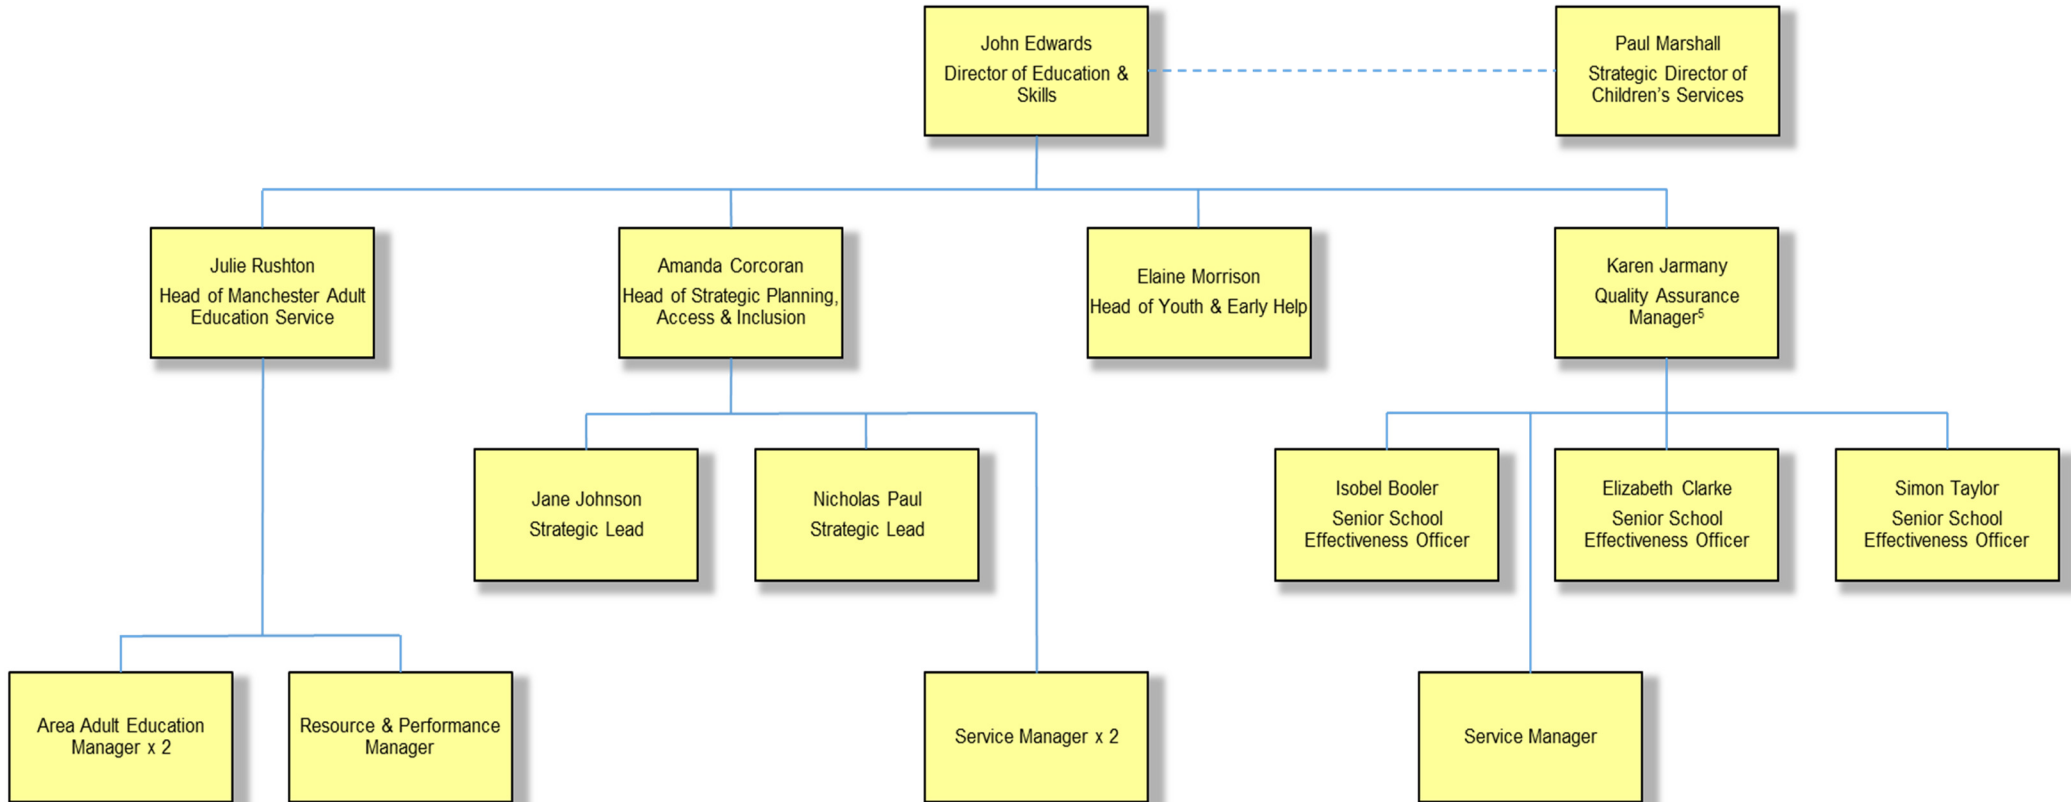 John Edwards
Director of Education &
Skills
Paul Marshall
Strategic Director of
Children's Services
Julie Rushton
Head of Manchester Adult
Education Service
Amanda Corcoran
Head of Strategic Planning,
Access & Inclusion
Elaine Morrison
Head of Youth & Early Help
Karen Jarmany
Quality Assurance
Manager⁵
Jane Johnson
Strategic Lead
Nicholas Paul
Strategic Lead
Isobel Booler
Senior School
Effectiveness Officer
Elizabeth Clarke
Senior School
Effectiveness Officer
Simon Taylor
Senior School
Effectiveness Officer
Area Adult Education
Manager x 2
Resource & Performance
Manager
Service Manager x 2
Service Manager